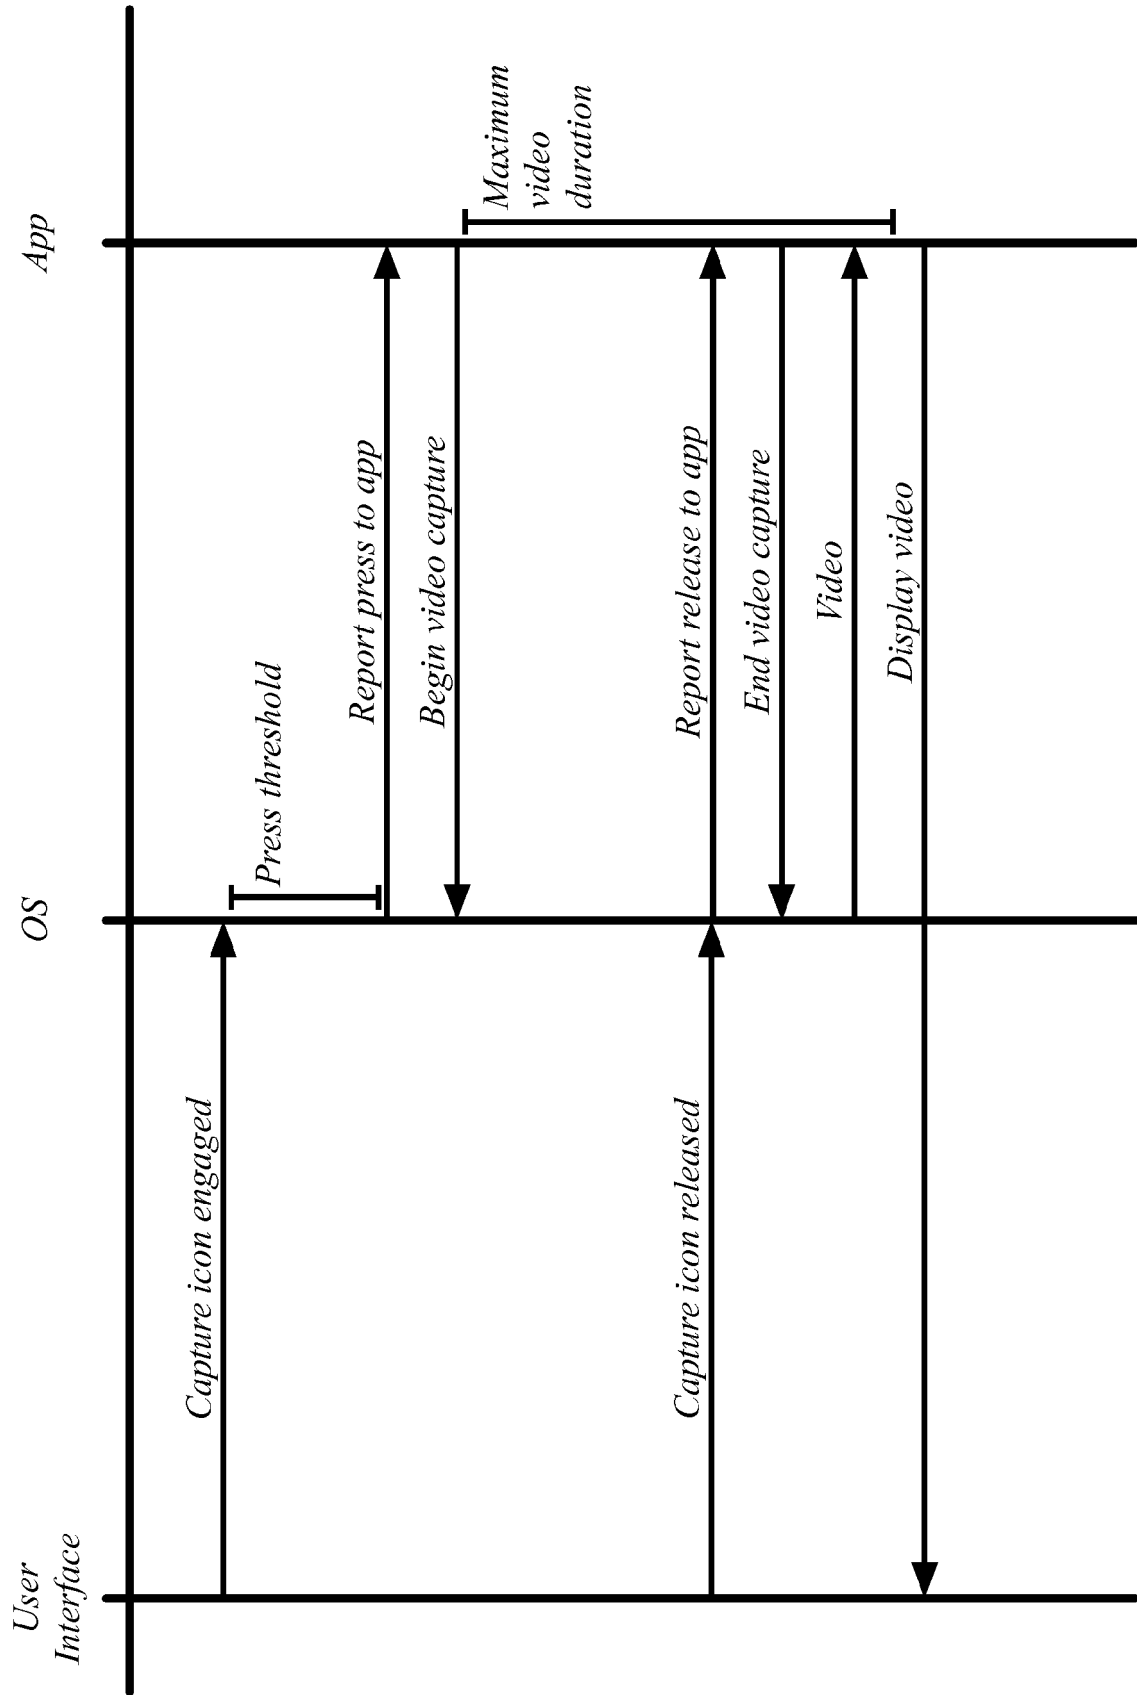 User
Interface
OS
App
Capture icon engaged
Press threshold
Report press to app
Begin video capture
Maximum
video
duration
Capture icon released
Report release to app
End video capture
Video
Display video